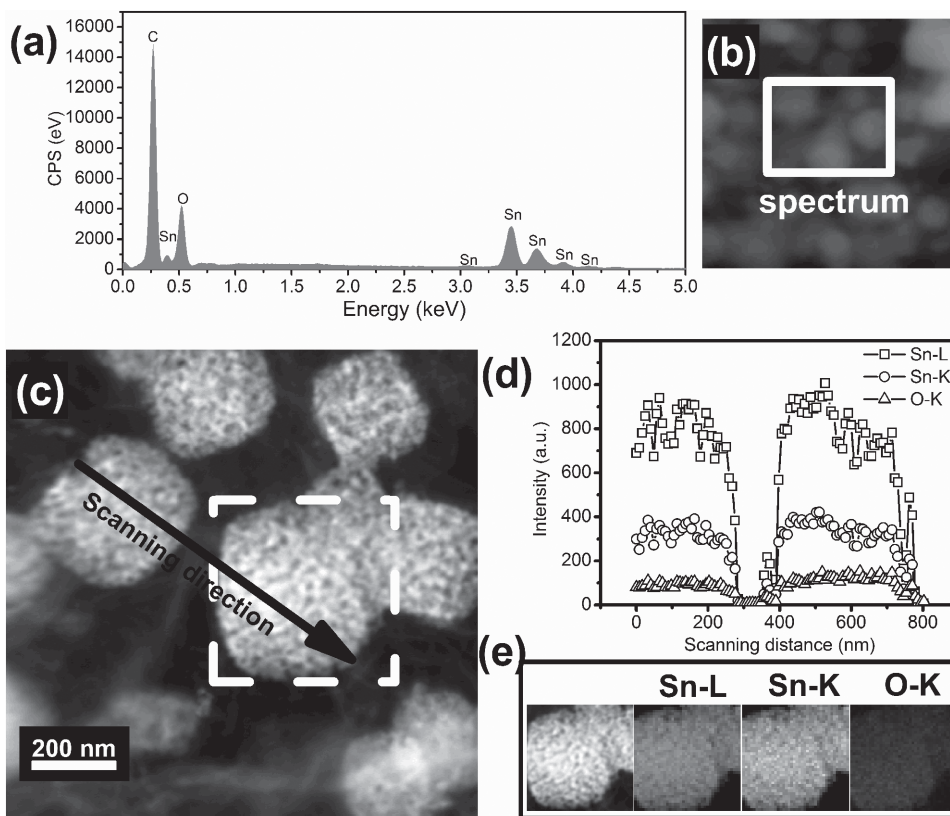 (a)
16000
14000
12000
10000
8000
6000
4000
2000
0
CPS (eV)
C
Sn
O
Sn
Sn
Sn
Sn
Sn
0.0 0.5 1.0 1.5 2.0 2.5 3.0 3.5 4.0 4.5 5.0
Energy (keV)
(b)
spectrum
(c)
Scanning direction
200 nm
(d)
1200
1000
800
600
400
200
0
Intensity (a.u.)
Sn-L
Sn-K
O-K
0 200 400 600 800
Scanning distance (nm)
(e)
Sn-L Sn-K O-K